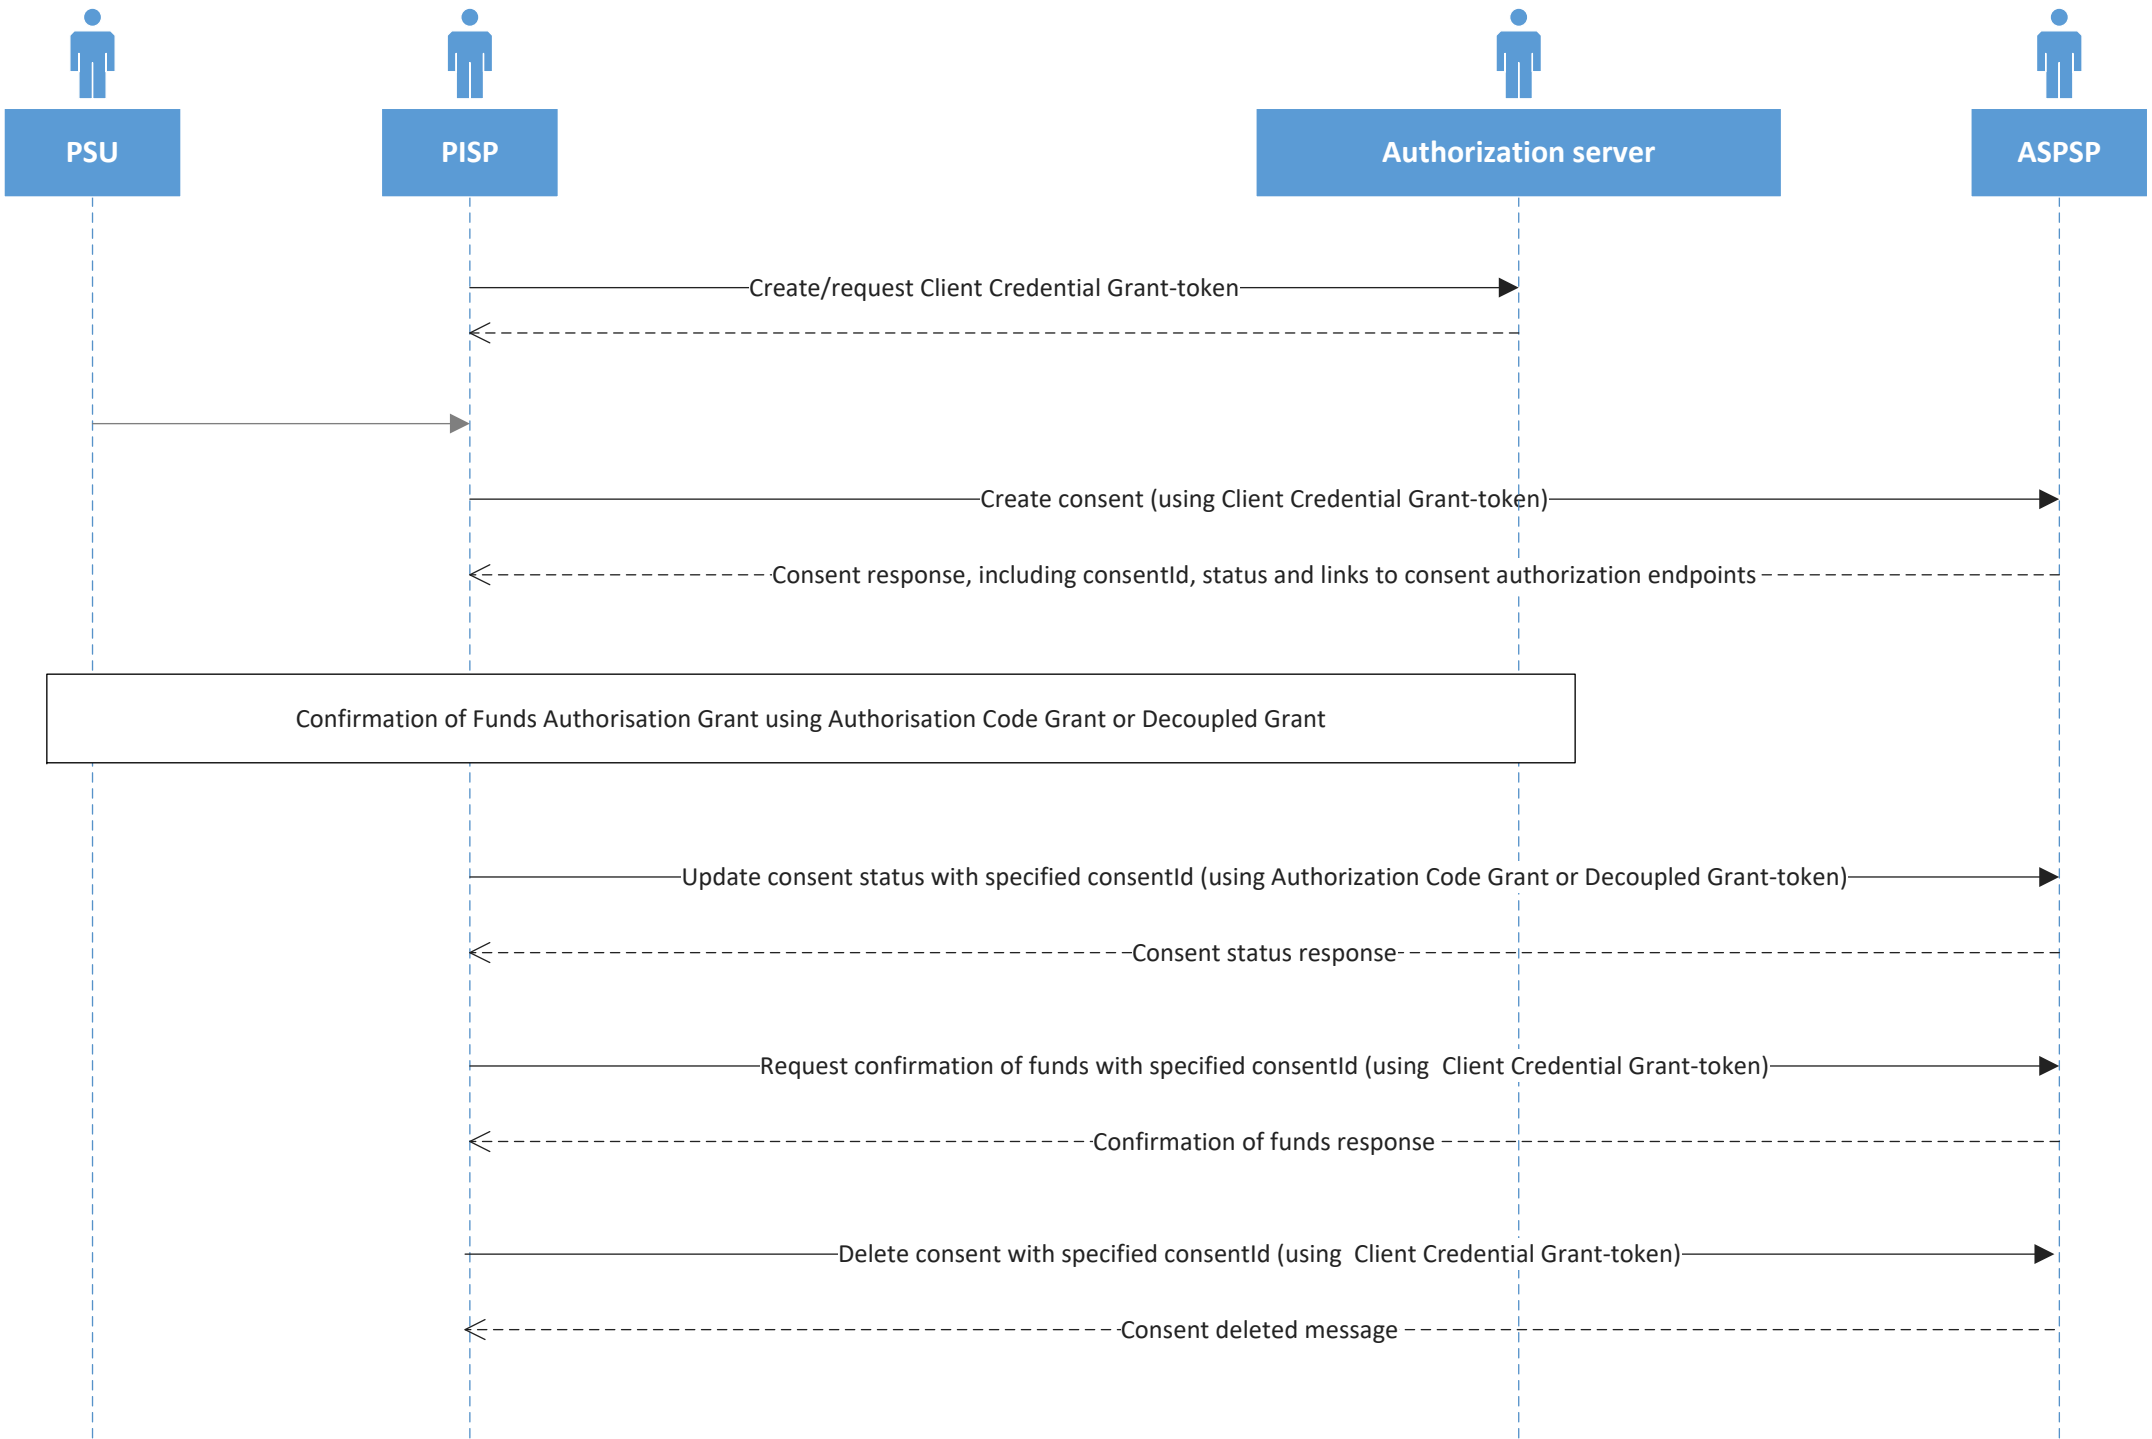 PSU
PISP
Authorization server
ASPSP
Create/request Client Credential Grant-token
Create consent (using Client Credential Grant-token)
Consent response, including consentId, status and links to consent authorization endpoints
Confirmation of Funds Authorisation Grant using Authorisation Code Grant or Decoupled Grant
Update consent status with specified consentId (using Authorization Code Grant or Decoupled Grant-token)
Consent status response
Request confirmation of funds with specified consentId (using  Client Credential Grant-token)
Confirmation of funds response
Delete consent with specified consentId (using  Client Credential Grant-token)
Consent deleted message